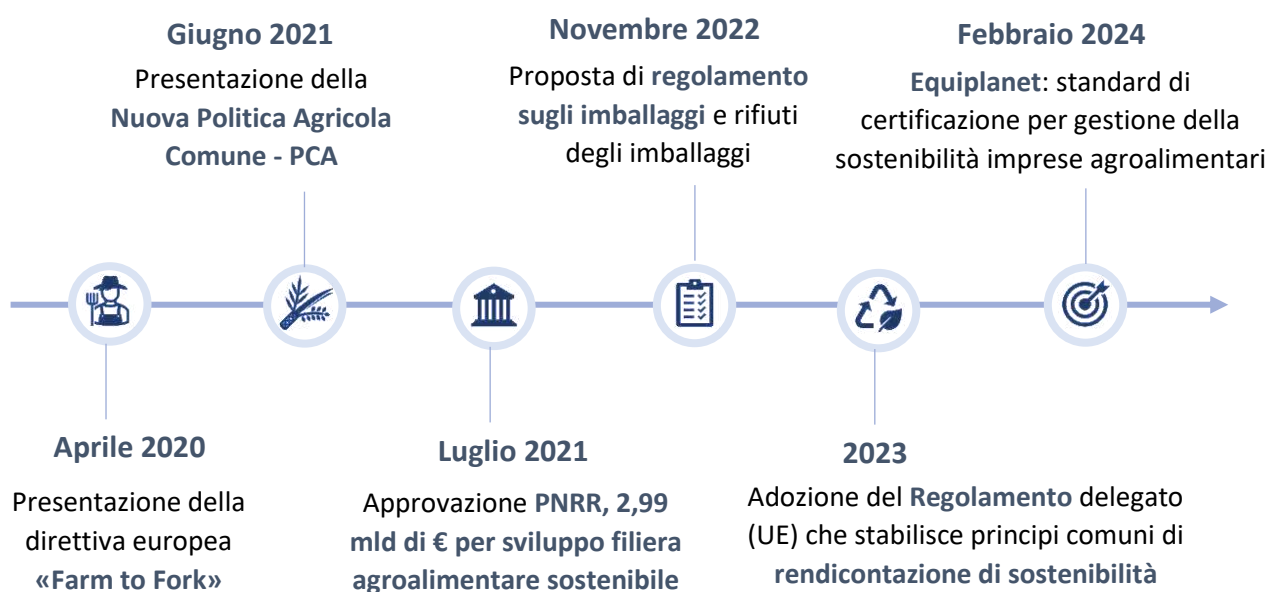 Giugno 2021
Presentazione della
Nuova Politica Agricola
Comune - PCA
Novembre 2022
Proposta di regolamento
sugli imballaggi e rifiuti
degli imballaggi
Febbraio 2024
Equiplanet: standard di
certificazione per gestione della
sostenibilità imprese agroalimentari
Aprile 2020
Presentazione della
direttiva europea
«Farm to Fork»
Luglio 2021
Approvazione PNRR, 2,99
mld di € per sviluppo filiera
agroalimentare sostenibile
2023
Adozione del Regolamento delegato
(UE) che stabilisce principi comuni di
rendicontazione di sostenibilità